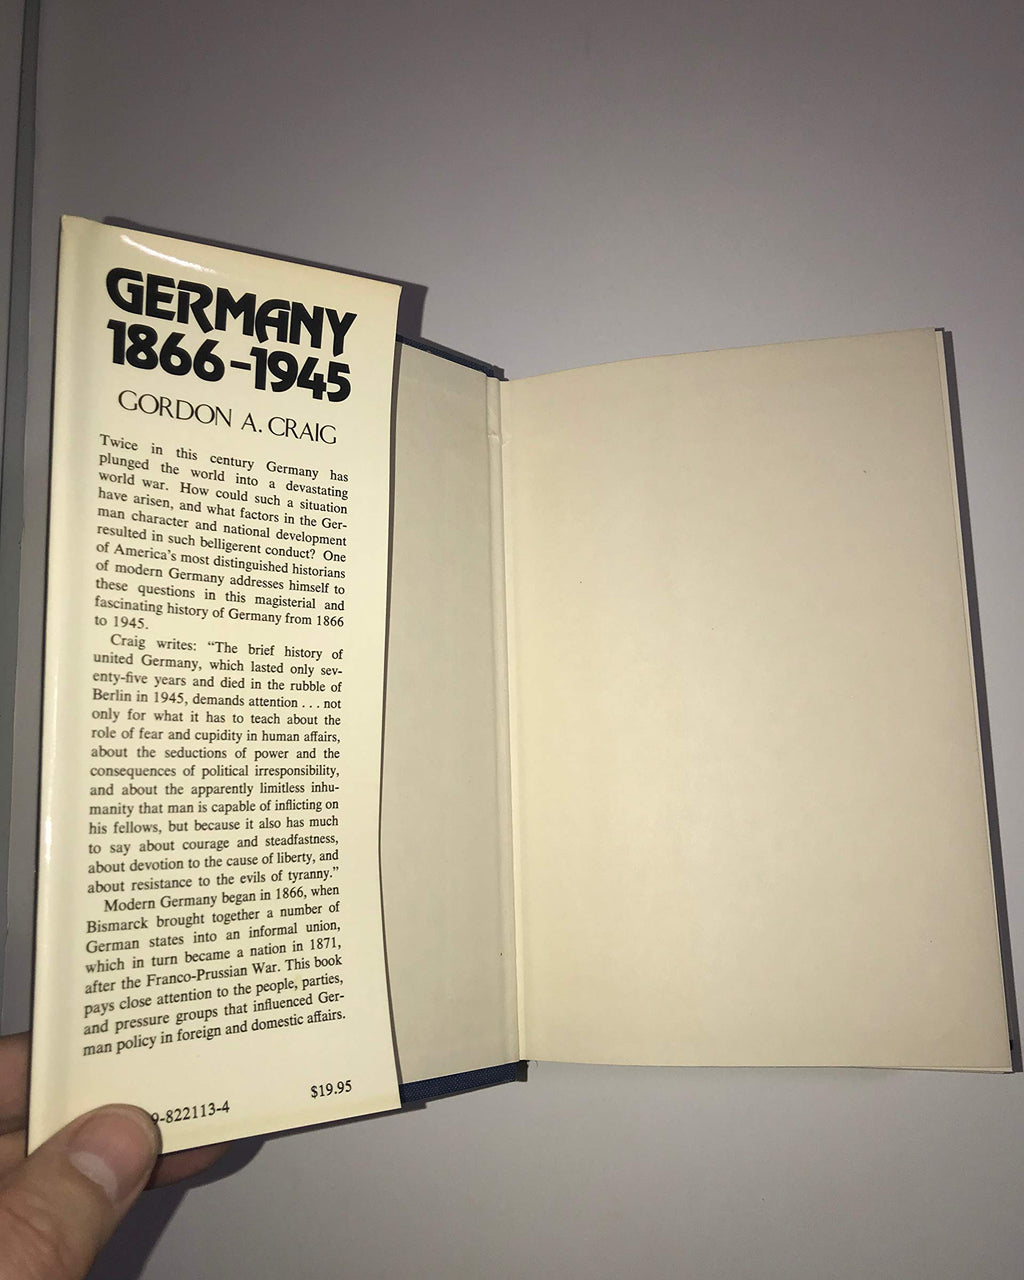 GERMANY
1866–1945
GORDON A. CRAIG
Twice in this century Germany has
plunged the world into a devastating
world war. How could such a situation
have arisen, and what factors in the Ger-
man character and national development
resulted in such belligerent conduct? One
of America's most distinguished historians
of modern Germany addresses himself to
these questions in this magisterial and
fascinating history of Germany from 1866
to 1945.
Craig writes: “The brief history of
united Germany, which lasted only sev-
enty-five years and died in the rubble of
Berlin in 1945, demands attention . . . not
only for what it has to teach about the
role of fear and cupidity in human affairs,
about the seductions of power and the
consequences of political irresponsibility,
and about the apparently limitless inhu-
manity that man is capable of inflicting on
his fellows, but because it also has much
to say about courage and steadfastness,
about devotion to the cause of liberty, and
about resistance to the evils of tyranny.”
Modern Germany began in 1866, when
Bismarck brought together a number of
German states into an informal union,
which in turn became a nation in 1871,
after the Franco-Prussian War. This book
pays close attention to the people, parties,
and pressure groups that influenced Ger-
man policy in foreign and domestic affairs.
9-822113-4
$19.95